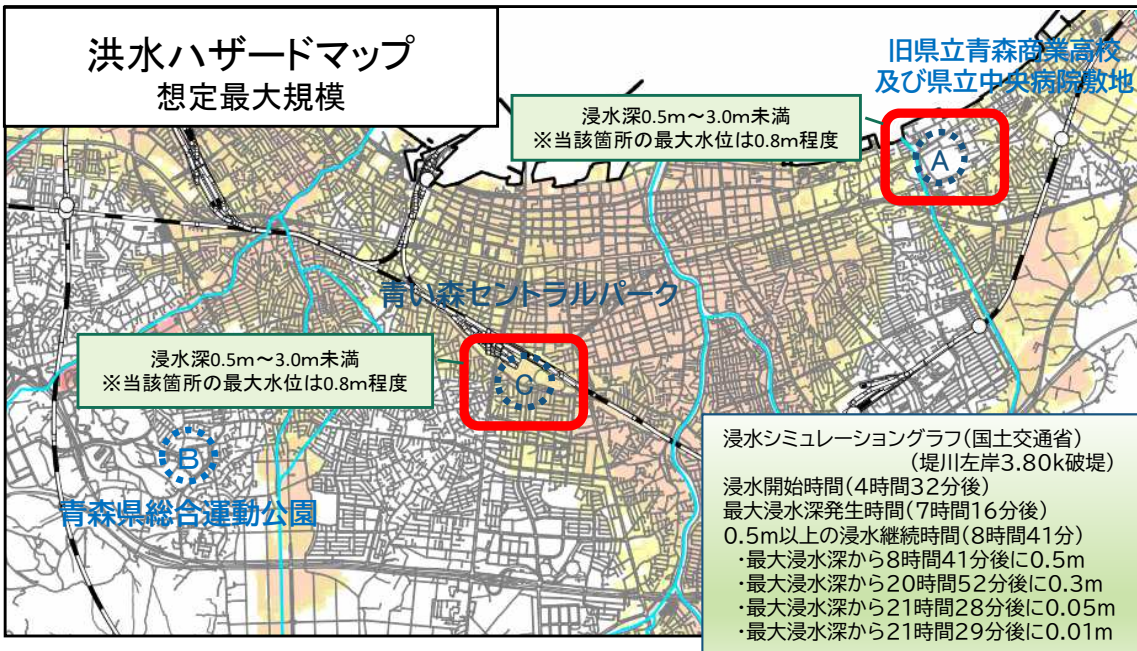 洪水ハザードマップ
想定最大規模
旧県立青森商業高校
及び県立中央病院敷地
浸水深0.5m～3.0m未満
※当該箇所の最大水位は0.8m程度
A
青い森セントラルパーク
浸水深0.5m～3.0m未満
※当該箇所の最大水位は0.8m程度
C
B
青森県総合運動公園
浸水シミュレーショングラフ(国土交通省)
(堤川左岸3.80k破堤)
浸水開始時間(4時間32分後)
最大浸水深発生時間(7時間16分後)
0.5m以上の浸水継続時間(8時間41分)
・最大浸水深から8時間41分後に0.5m
・最大浸水深から20時間52分後に0.3m
・最大浸水深から21時間28分後に0.05m
・最大浸水深から21時間29分後に0.01m